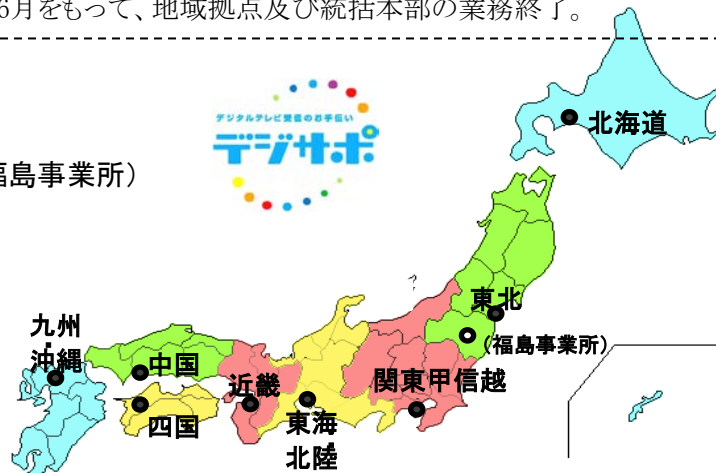 6月をもって、地域拠点及び統括本部の業務終了。
デジタルテレビ受信のお手伝い
デジサポ
北海道
福島事業所）
?
東北
九州
沖縄
(福島事業所)
中国
関東甲信越
近畿
四国
東海
北陸